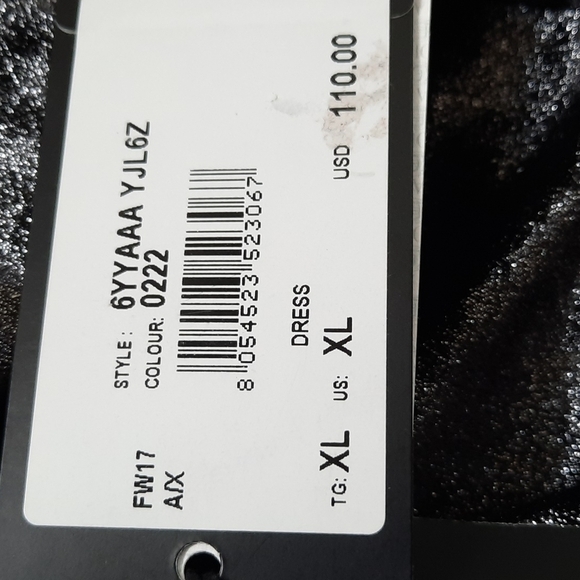 FW17
A/X
STYLE : 6YYAAA YJL6Z
COLOUR: 0222
8 054523 523067
DRESS
TG: XL US: XL
USD 110.00